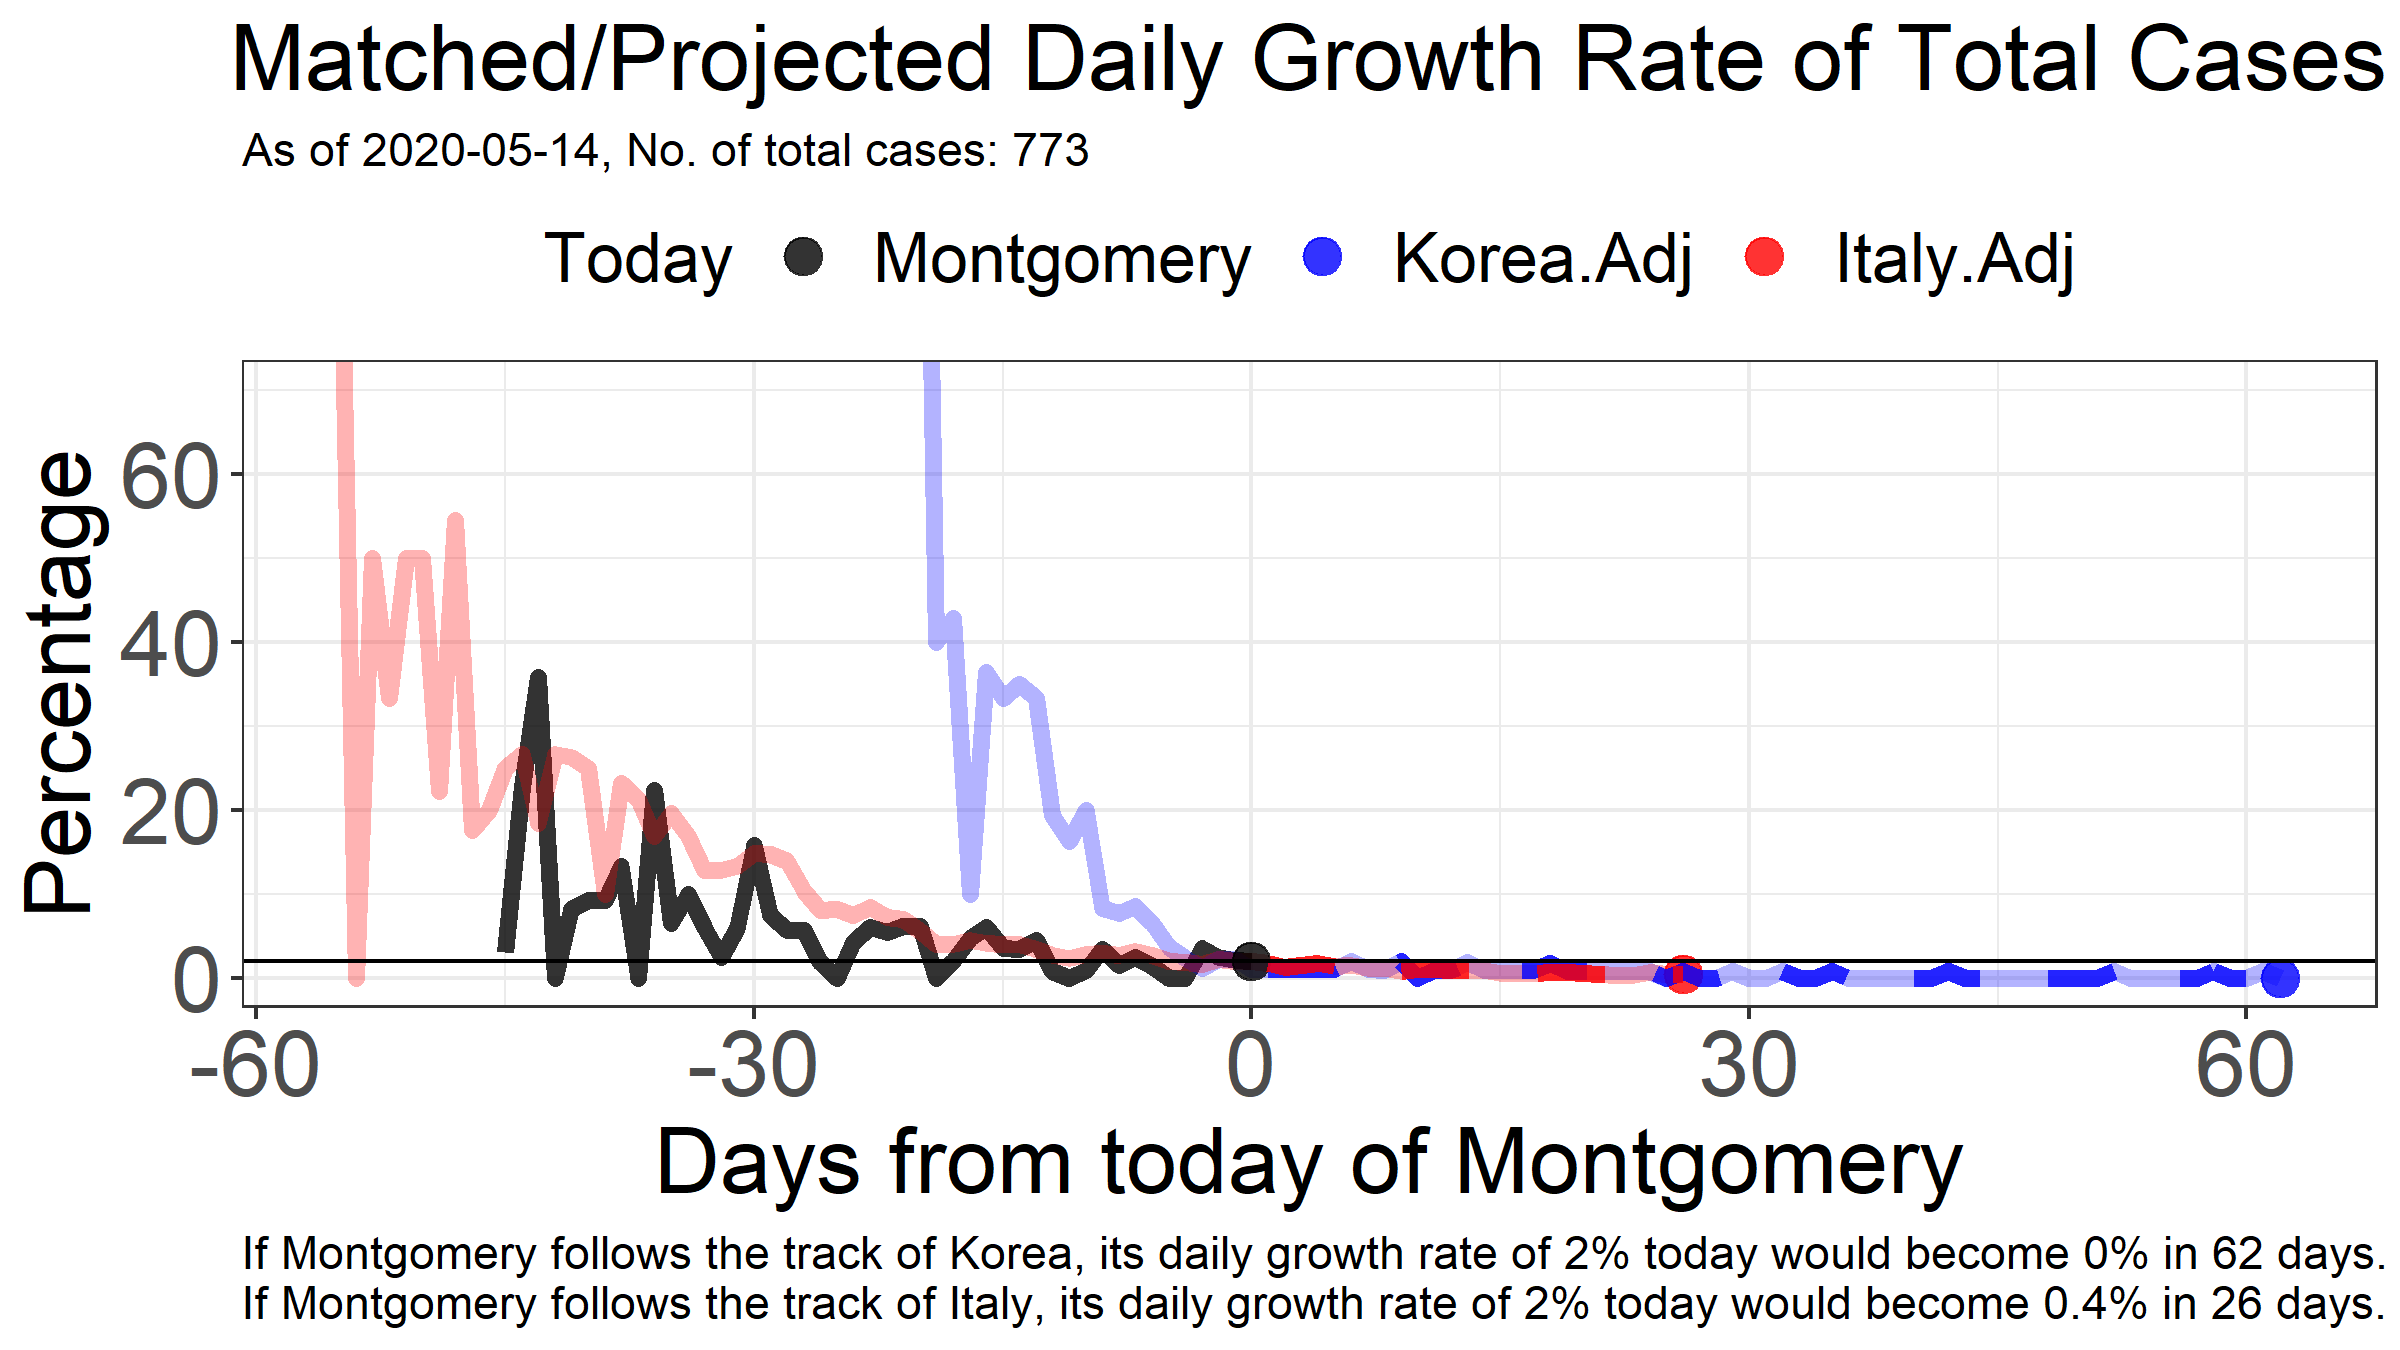 Matched/Projected Daily Growth Rate of Total Cases
As of 2020-05-14, No. of total cases: 773
Today Montgomery Korea.Adj Italy.Adj
Percentage
60
40
20
0
-60 -30 0 30 60
Days from today of Montgomery
If Montgomery follows the track of Korea, its daily growth rate of 2% today would become 0% in 62 days.
If Montgomery follows the track of Italy, its daily growth rate of 2% today would become 0.4% in 26 days.